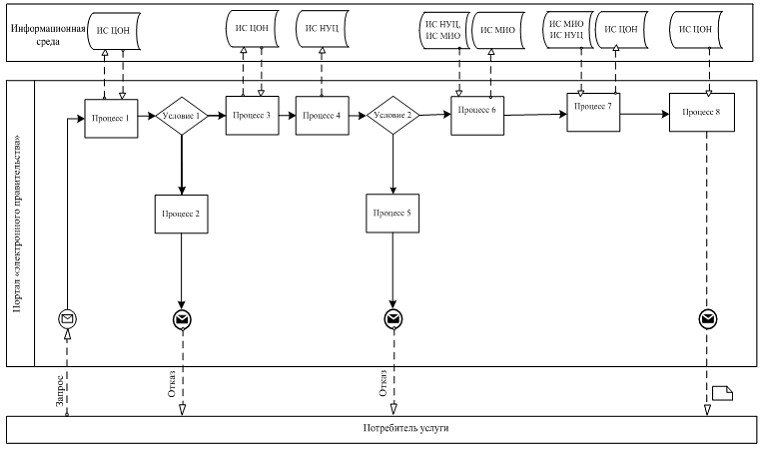 Информационная
среда
ИС ЦОН
ИС ЦОН
ИС НУЦ
ИС НУЦ,
ИС МИО
ИС МИО
ИС МИО
ИС НУЦ
ИС ЦОН
ИС ЦОН
Портал «электронного правительства»
Процесс 1
Условие 1
Процесс 3
Процесс 4
Условие 2
Процесс 6
Процесс 7
Процесс 8
Процесс 2
Процесс 5
Запрос
Отказ
Отказ
Потребитель услуги